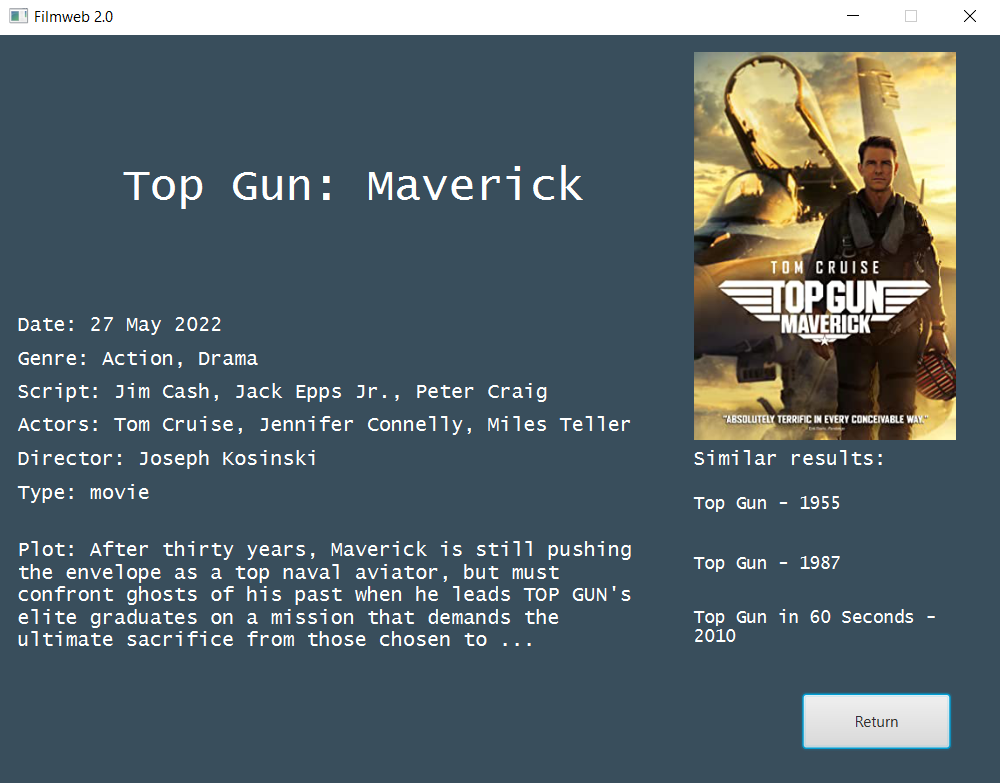 Filmweb 2.0
Top Gun: Maverick
Date: 27 May 2022
Genre: Action, Drama
Script: Jim Cash, Jack Epps Jr., Peter Craig
Actors: Tom Cruise, Jennifer Connelly, Miles Teller
Director: Joseph Kosinski
Type: movie
Plot: After thirty years, Maverick is still pushing
the envelope as a top naval aviator, but must
confront ghosts of his past when he leads TOP GUN's
elite graduates on a mission that demands the
ultimate sacrifice from those chosen to ...
TOM CRUISE
TOP GUN
MAVERICK
"ABSOLUTELY TERRIFIC IN EVERY CONCEIVABLE WAY."
Similar results:
Top Gun - 1955
Top Gun - 1987
Top Gun in 60 Seconds -
2010
Return